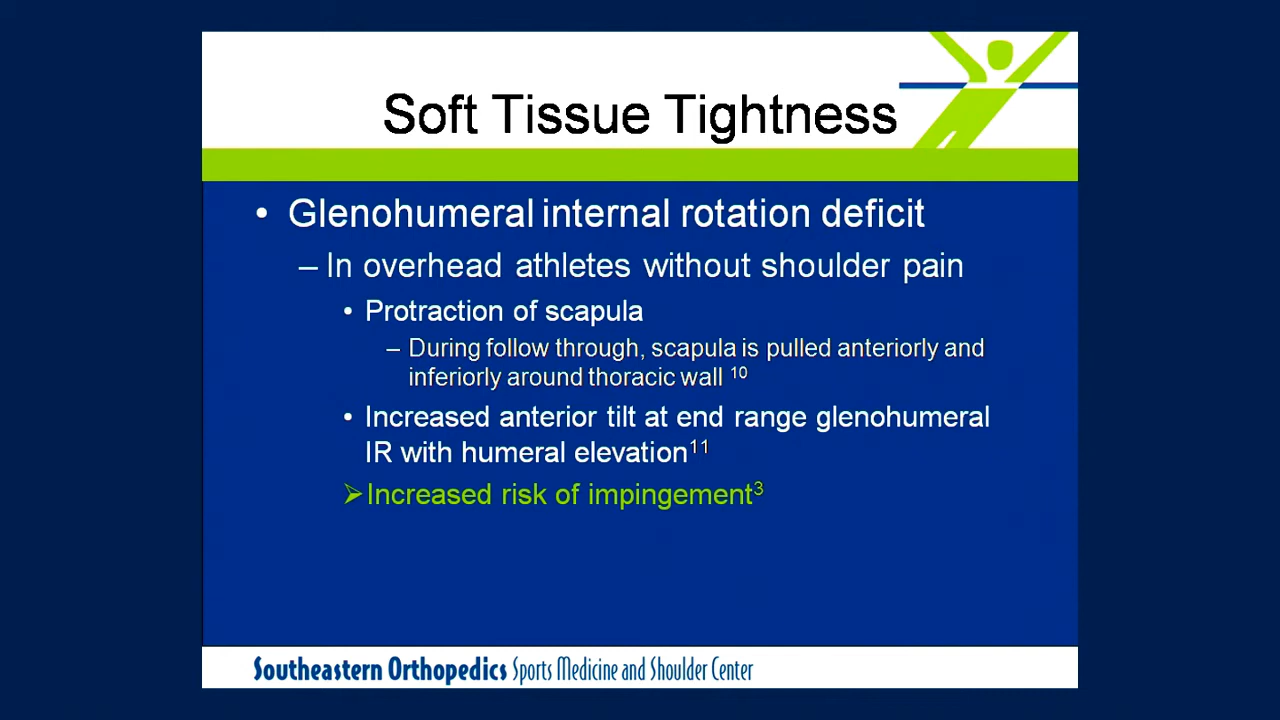 Soft Tissue Tightness
• Glenohumeral internal rotation deficit
– In overhead athletes without shoulder pain
• Protraction of scapula
– During follow through, scapula is pulled anteriorly and
inferiorly around thoracic wall 10
• Increased anterior tilt at end range glenohumeral
IR with humeral elevation11
➢Increased risk of impingement3
Southeastern Orthopedics Sports Medicine and Shoulder Center